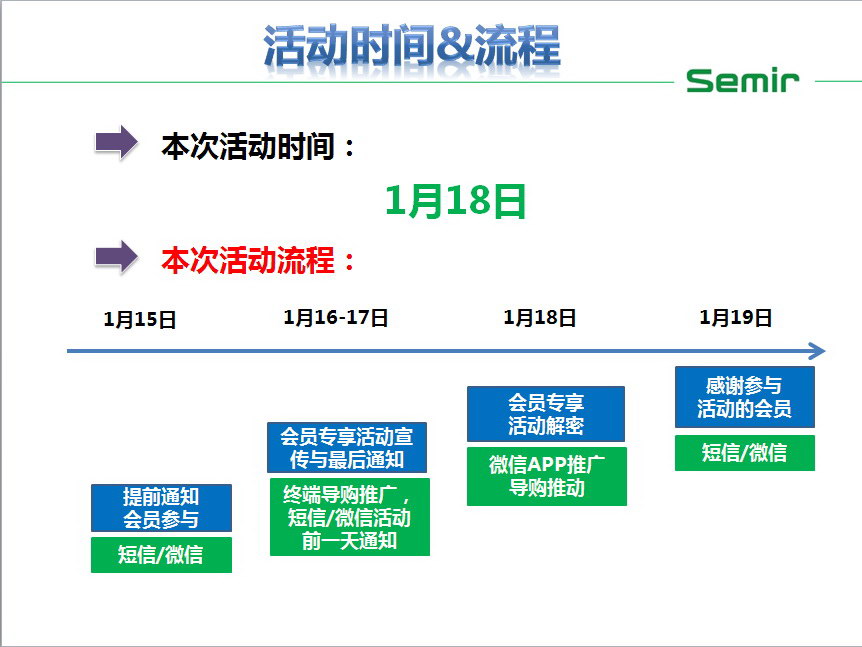 活动时间&流程
Semir
本次活动时间：
1月18日
本次活动流程：
1月15日
1月16-17日
1月18日
1月19日
提前通知
会员参与
短信/微信
会员专享活动宣
传与最后通知
终端导购推广，
短信/微信活动
前一天通知
会员专享
活动解密
微信APP推广
导购推动
感谢参与
活动的会员
短信/微信